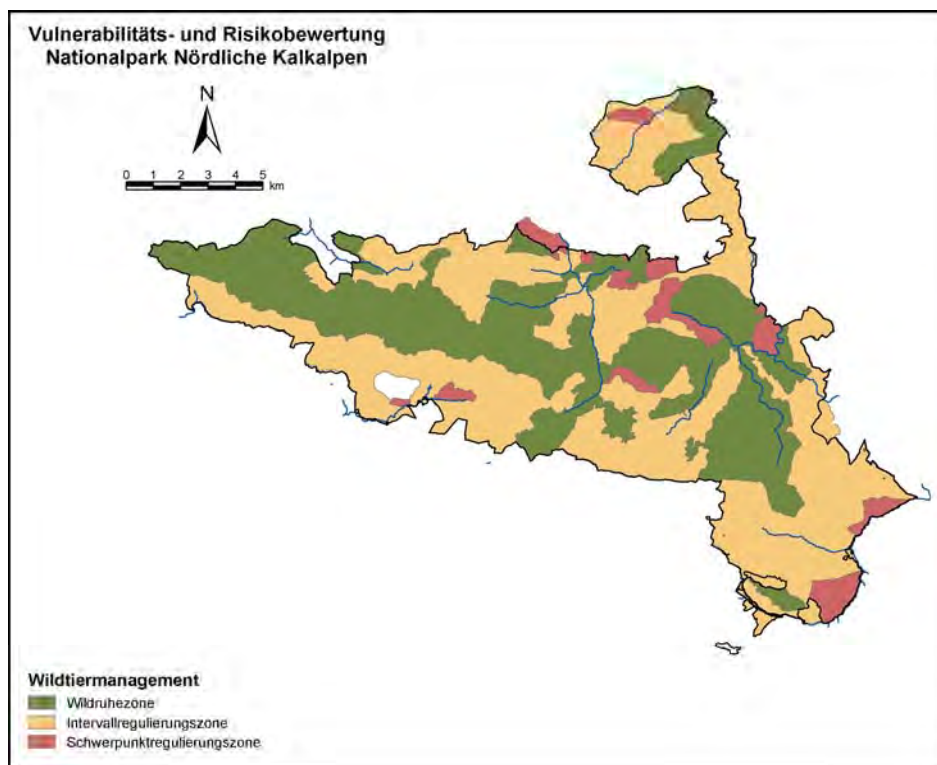 Vulnerabilitäts- und Risikobewertung
Nationalpark Nördliche Kalkalpen
N
0 1 2 3 4 5
km
Wildtiermanagement
Wildruhezone
Intervallregulierungszone
Schwerpunktregulierungszone